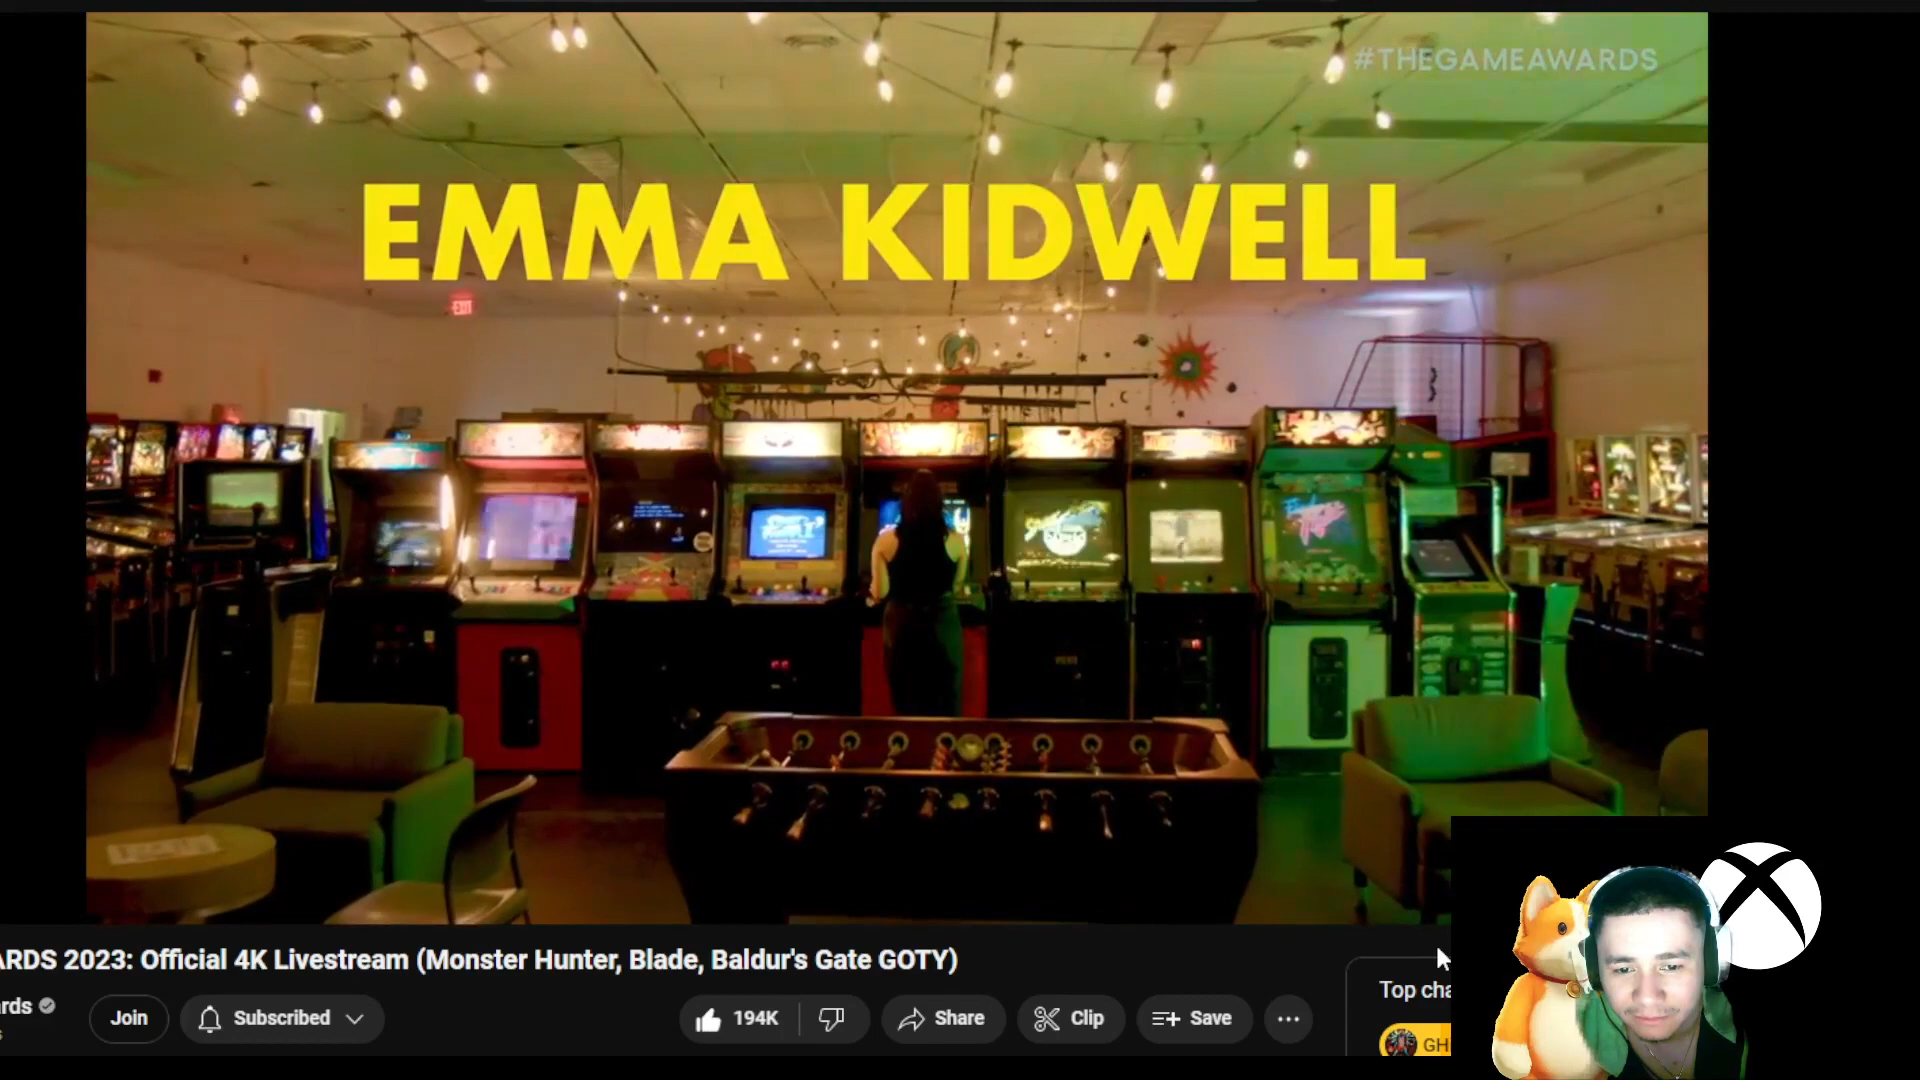 #THEGAMEAWARDS
EMMA KIDWELL
EXIT
ARDS 2023: Official 4K Livestream (Monster Hunter, Blade, Baldur's Gate GOTY)
rds
Join
Subscribed
194K
Share
Clip
Save
Top cha
GH